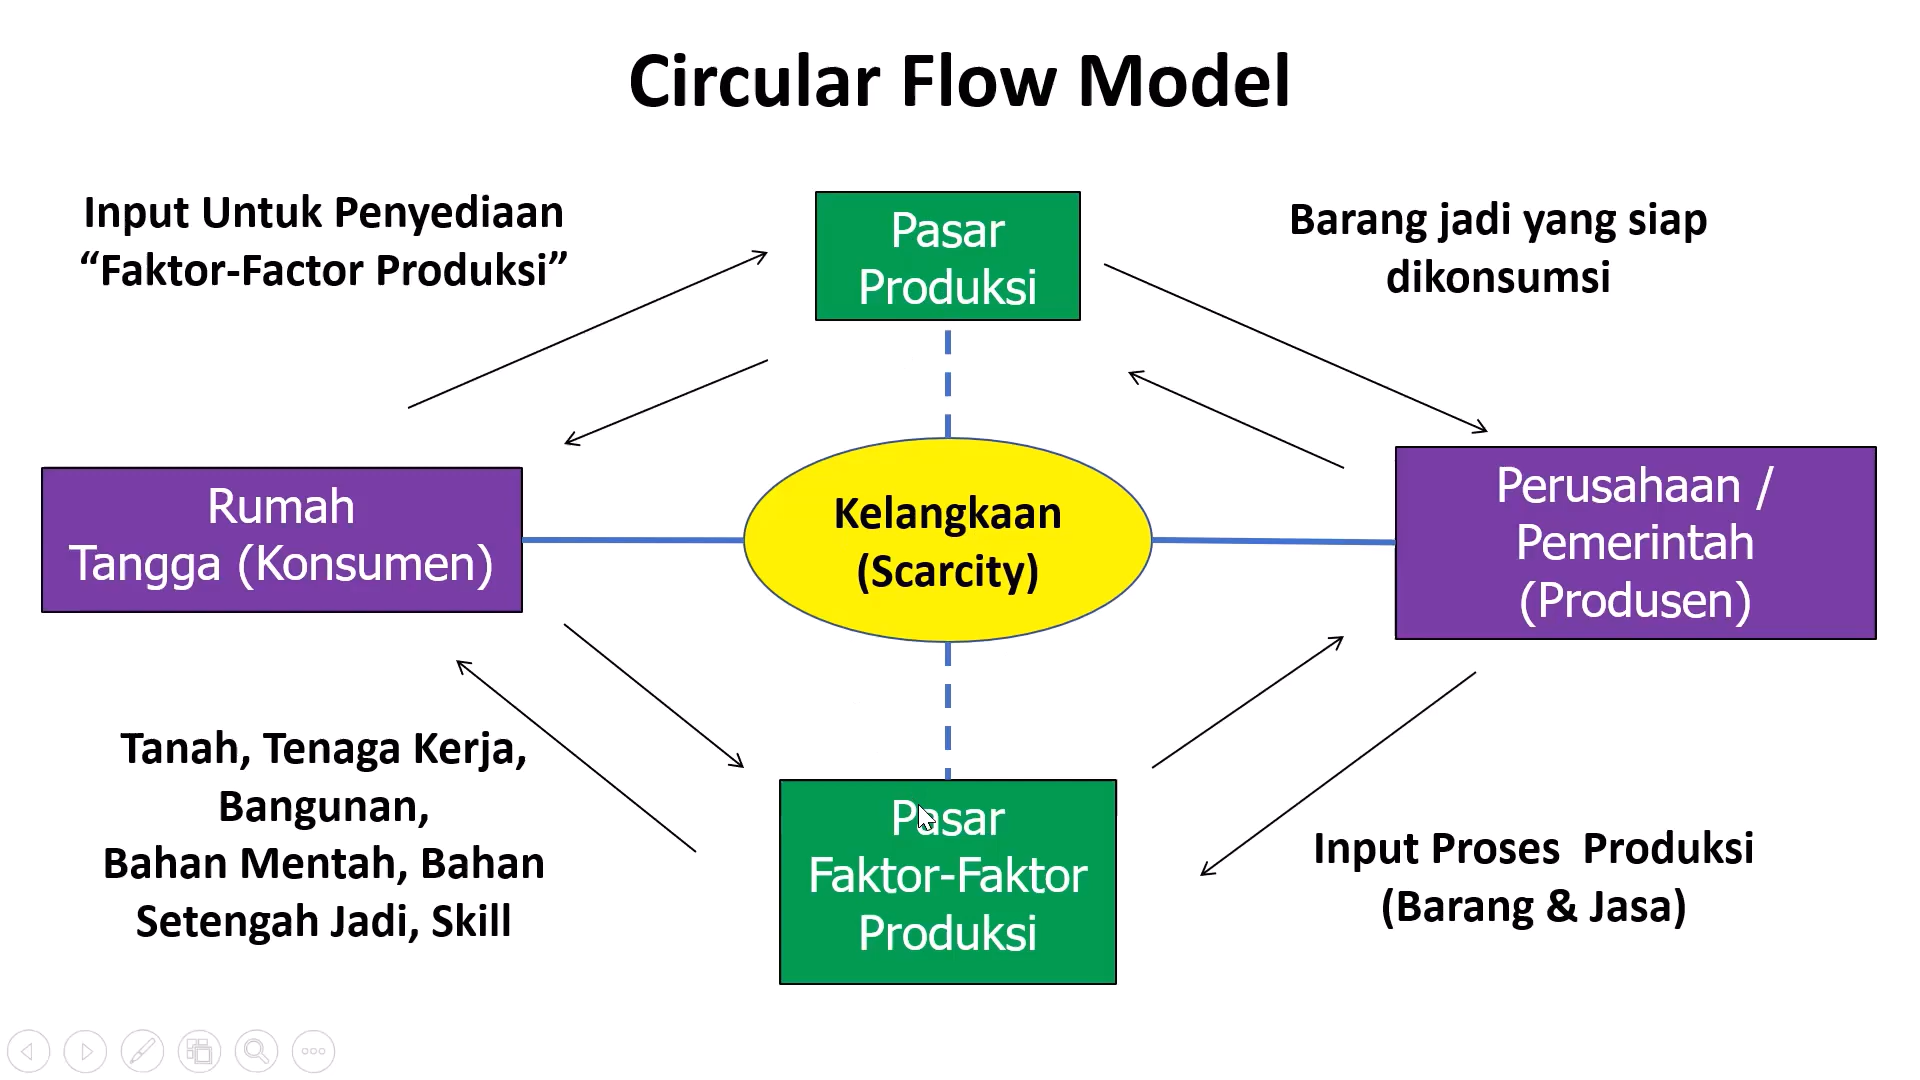 Circular Flow Model
Input Untuk Penyediaan
“Faktor-Factor Produksi”
Pasar
Produksi
Barang jadi yang siap
dikonsumsi
Rumah
Tangga (Konsumen)
Kelangkaan
(Scarcity)
Perusahaan /
Pemerintah
(Produsen)
Tanah, Tenaga Kerja,
Bangunan,
Bahan Mentah, Bahan
Setengah Jadi, Skill
Pasar
Faktor-Faktor
Produksi
Input Proses  Produksi
(Barang & Jasa)